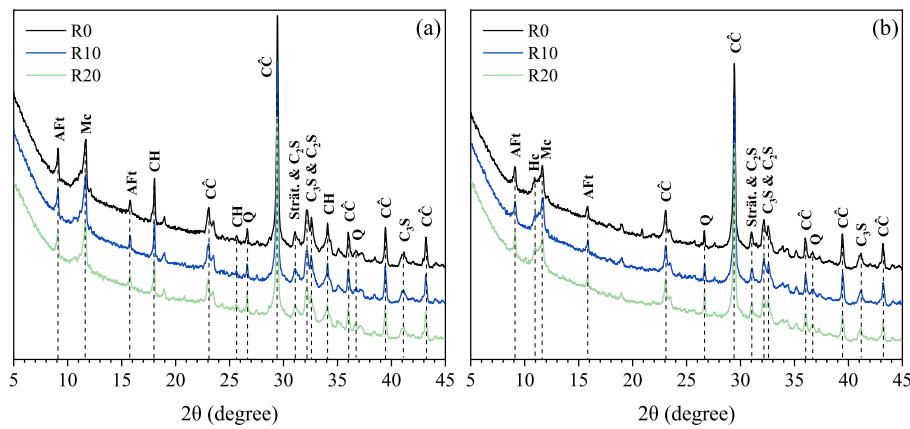 (a)
R0
R10
R20
AFt
Mc
AFt
CH
CĈ
CH
Q
CĈ
Strät. & C₂S
C₃S & C₂S
CH
CĈ
Q
CĈ
C₃S
CĈ
5 10 15 20 25 30 35 40 45
2θ (degree)
(b)
R0
R10
R20
AFt
Hc
Mc
AFt
CĈ
Q
CĈ
Strät. & C₂S
C₃S & C₂S
CĈ
Q
CĈ
C₃S
CĈ
5 10 15 20 25 30 35 40 45
2θ (degree)